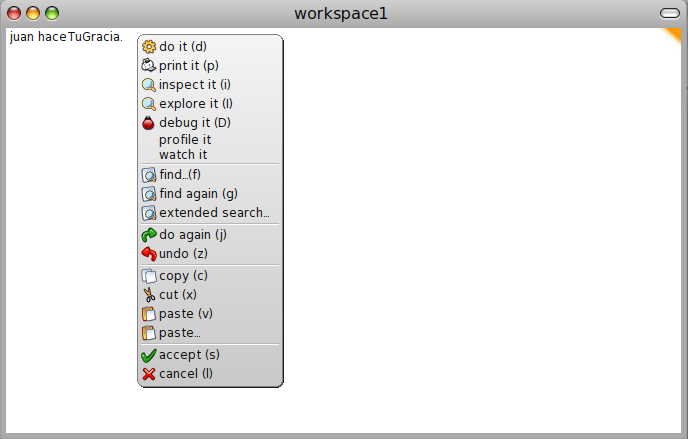 workspace1
juan haceTuGracia.
do it (d)
print it (p)
inspect it (i)
explore it (I)
debug it (D)
profile it
watch it
find...(f)
find again (g)
extended search...
do again (j)
undo (z)
copy (c)
cut (x)
paste (v)
paste...
accept (s)
cancel (l)